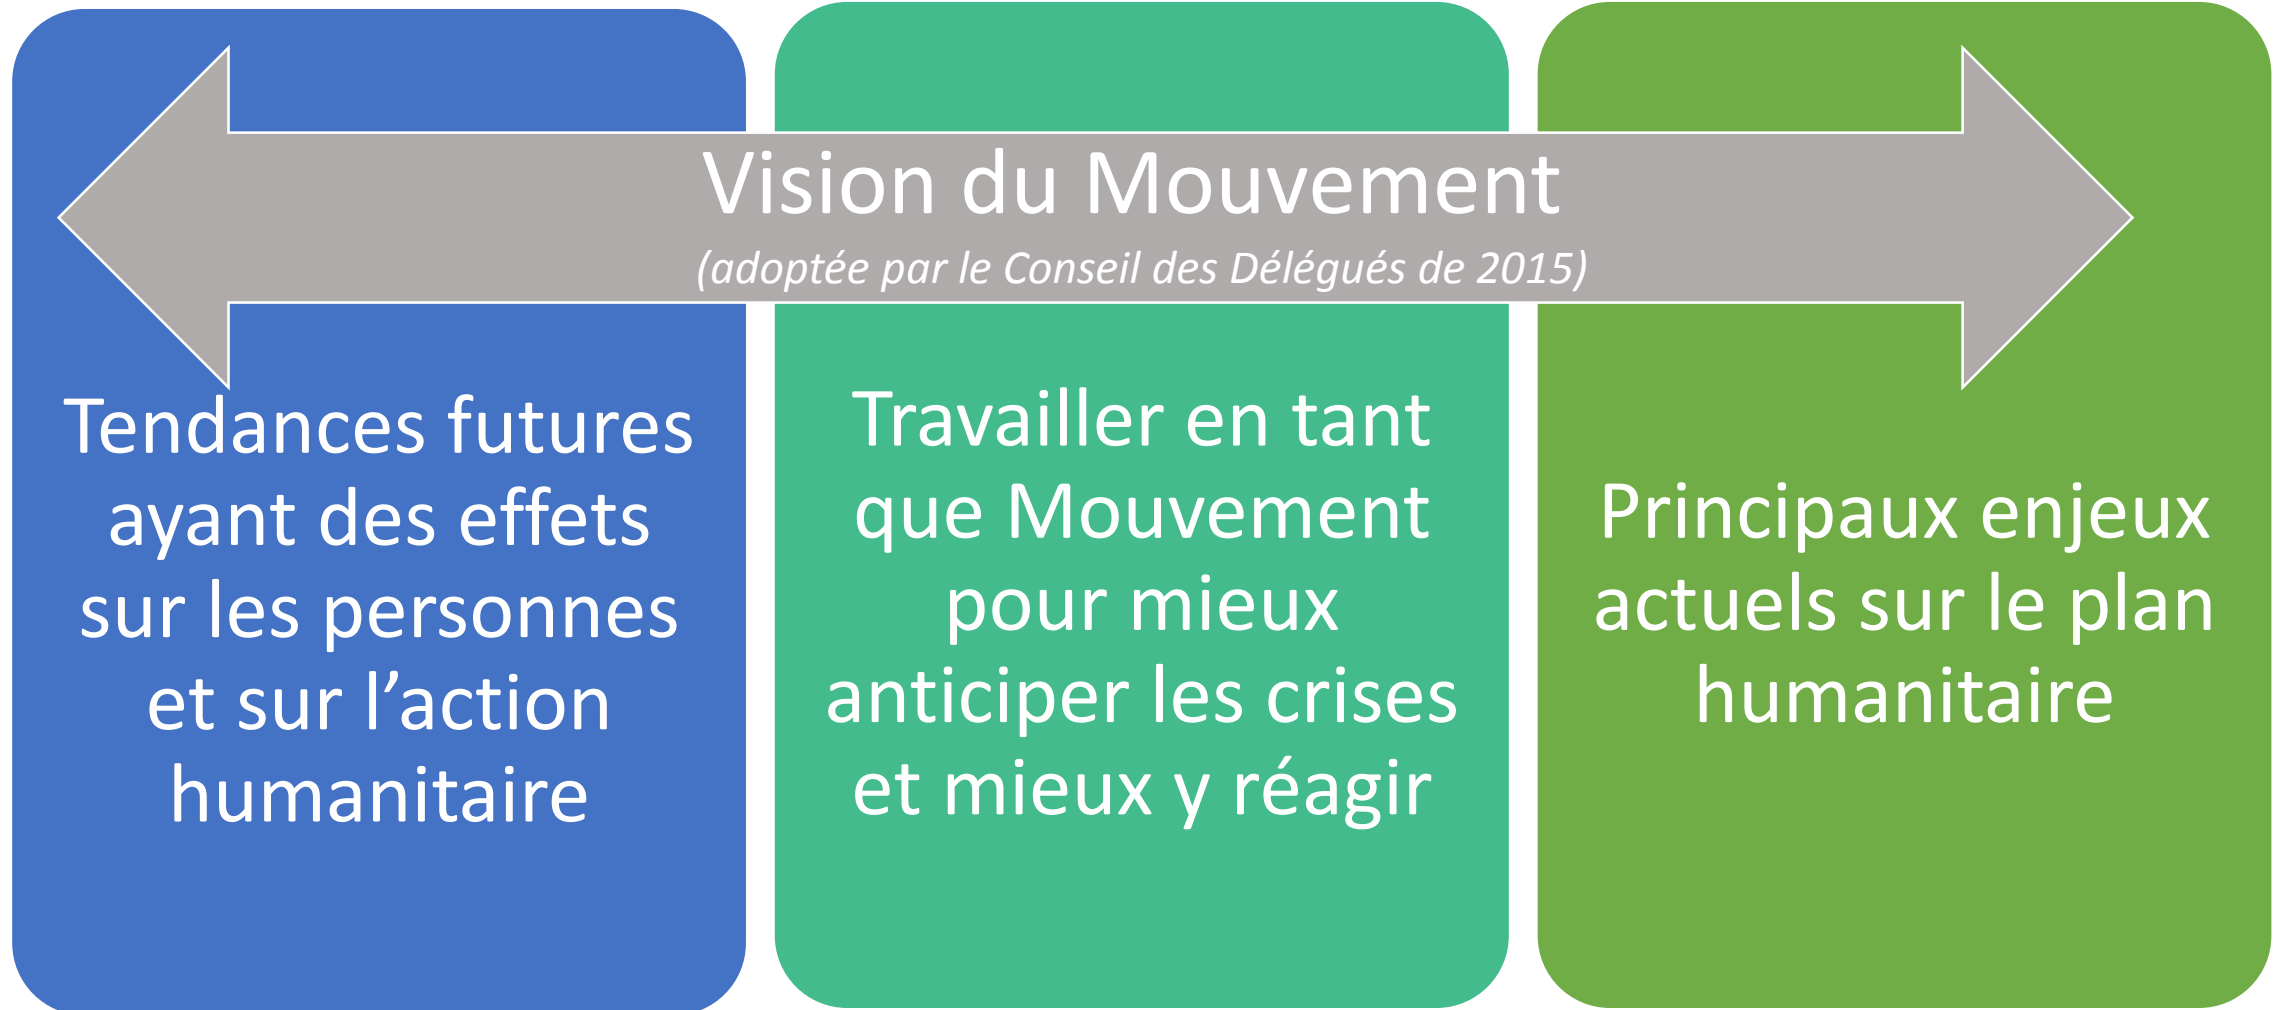 Vision du Mouvement
(adoptée par le Conseil des Délégués de 2015)
Tendances futures
ayant des effets
sur les personnes
et sur l’action
humanitaire
Travailler en tant
que Mouvement
pour mieux
anticiper les crises
et mieux y réagir
Principaux enjeux
actuels sur le plan
humanitaire